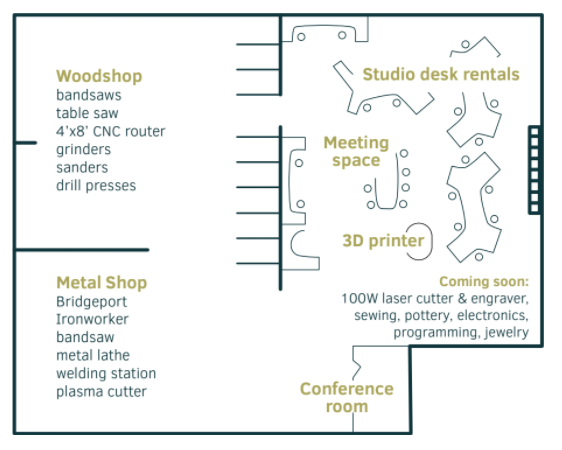 Woodshop
bandsaws
table saw
4'x8' CNC router
grinders
sanders
drill presses
Studio desk rentals
Meeting
space
3D printer
Metal Shop
Bridgeport
Ironworker
bandsaw
metal lathe
welding station
plasma cutter
Coming soon:
100W laser cutter & engraver,
sewing, pottery, electronics,
programming, jewelry
Conference
room